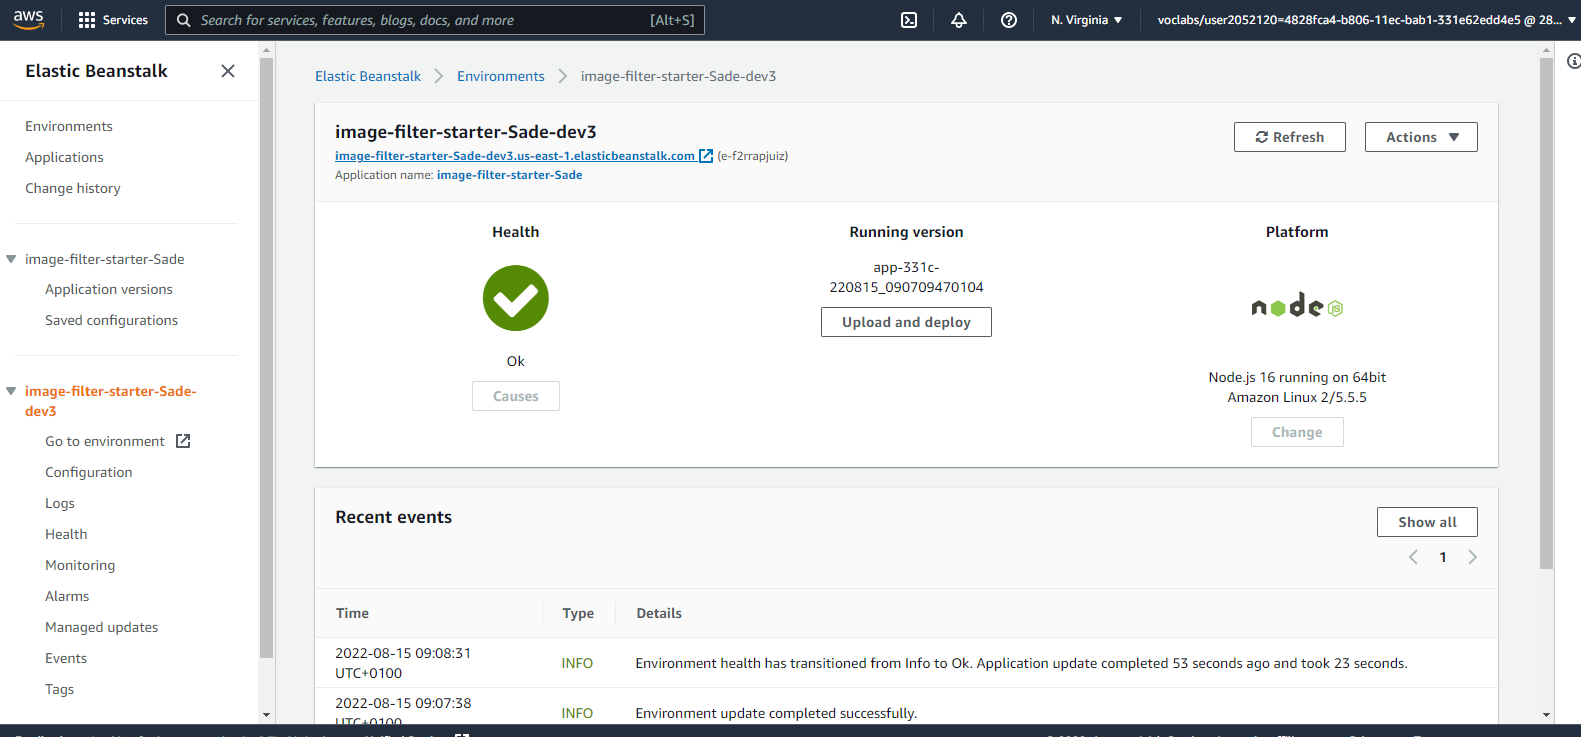 aws
Services
Search for services, features, blogs, docs, and more
[Alt+S]
N. Virginia
voclabs/user2052120=4828fca4-b806-11ec-bab1-331e62edd4e5 @ 28...
Elastic Beanstalk
Environments
Applications
Change history
image-filter-starter-Sade
Application versions
Saved configurations
image-filter-starter-Sade-
dev3
Go to environment
Configuration
Logs
Health
Monitoring
Alarms
Managed updates
Events
Tags
Elastic Beanstalk
Environments
image-filter-starter-Sade-dev3
image-filter-starter-Sade-dev3
image-filter-starter-Sade-dev3.us-east-1.elasticbeanstalk.com (e-f2rrapjuiz)
Application name: image-filter-starter-Sade
Refresh
Actions
Health
Ok
Causes
Running version
app-331c-
220815_090709470104
Upload and deploy
Platform
node JS
Node.js 16 running on 64bit
Amazon Linux 2/5.5.5
Change
Recent events
Show all
1
Time Type Details
2022-08-15 09:08:31
UTC+0100
INFO
Environment health has transitioned from Info to Ok. Application update completed 53 seconds ago and took 23 seconds.
2022-08-15 09:07:38
UTC+0100
INFO
Environment update completed successfully.